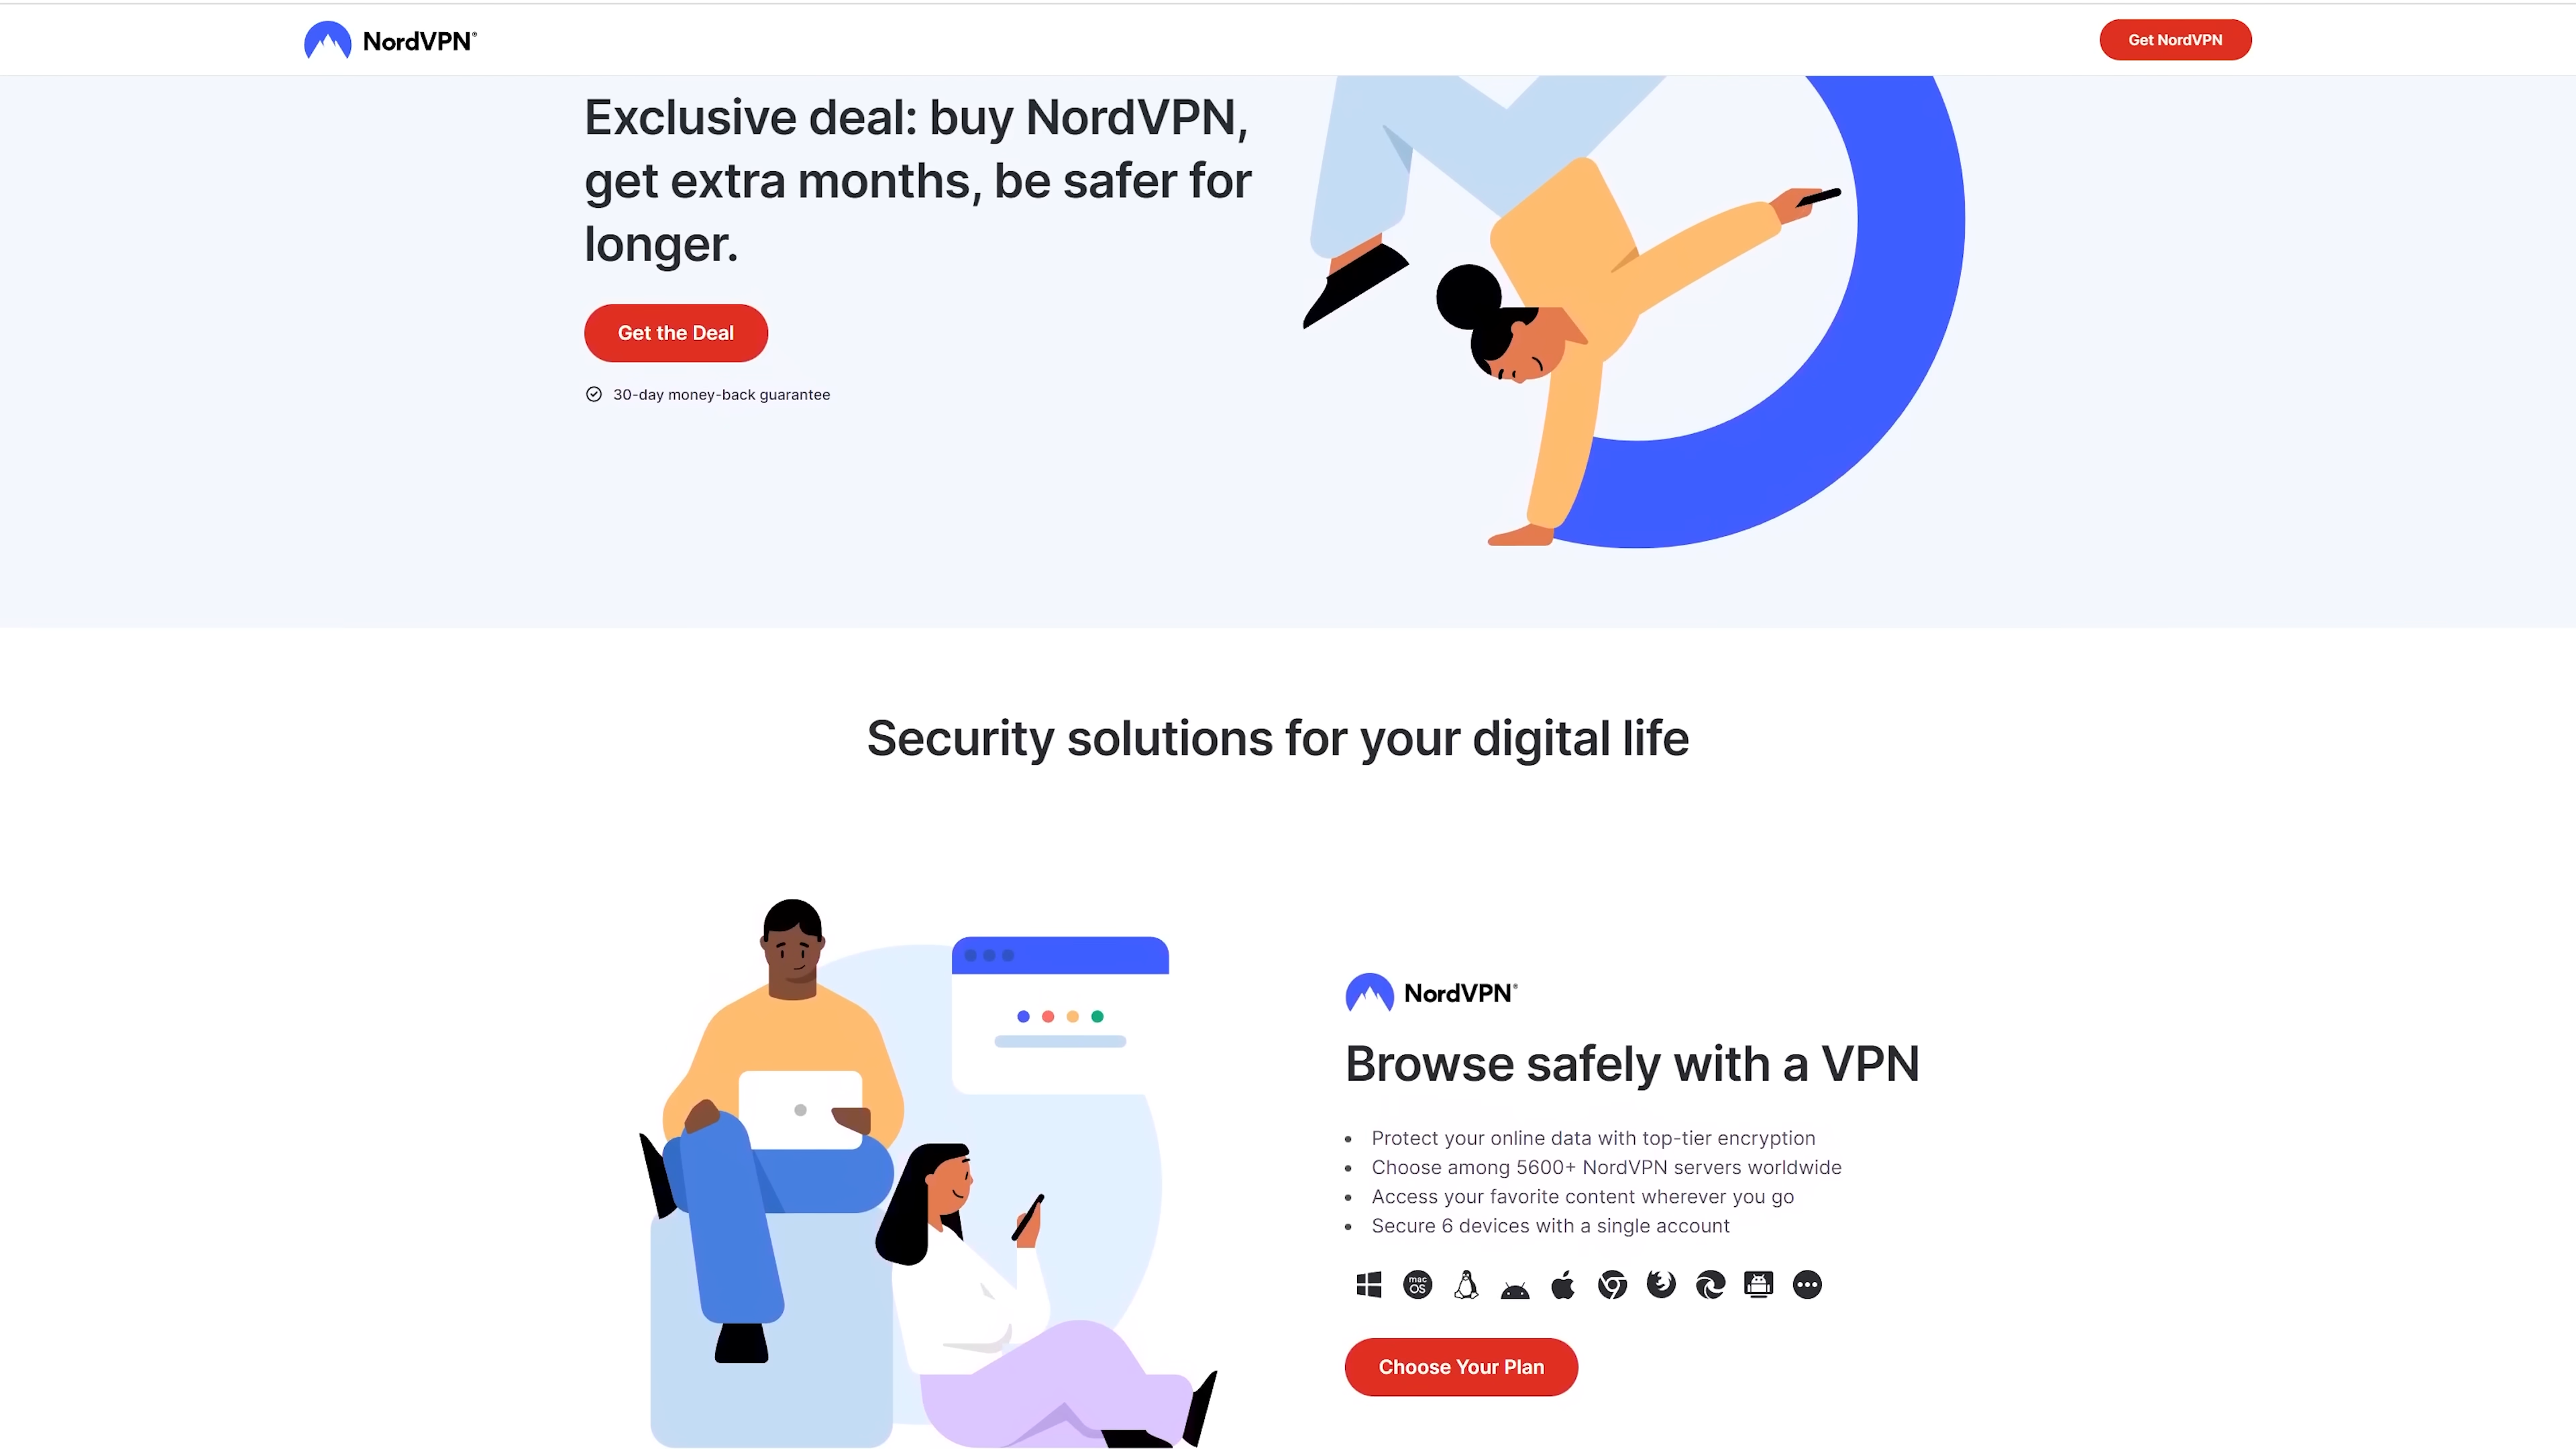 NordVPN®
Get NordVPN
Exclusive deal: buy NordVPN,
get extra months, be safer for
longer.
Get the Deal
30-day money-back guarantee
Security solutions for your digital life
NordVPN®
Browse safely with a VPN
Protect your online data with top-tier encryption
Choose among 5600+ NordVPN servers worldwide
Access your favorite content wherever you go
Secure 6 devices with a single account
mac
OS
Choose Your Plan